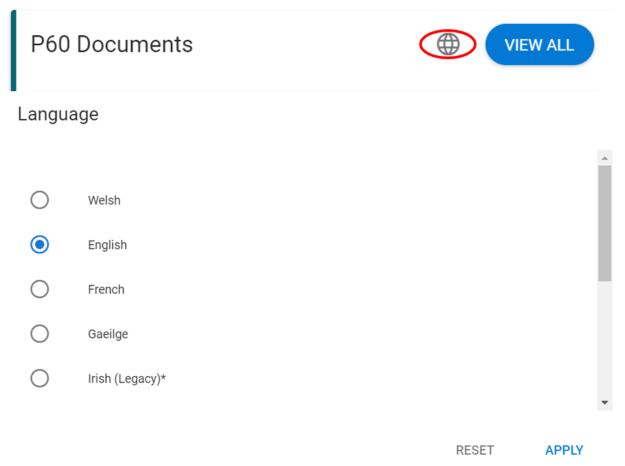 P60 Documents
VIEW ALL
Language
Welsh
English
French
Gaeilge
Irish (Legacy)*
RESET
APPLY